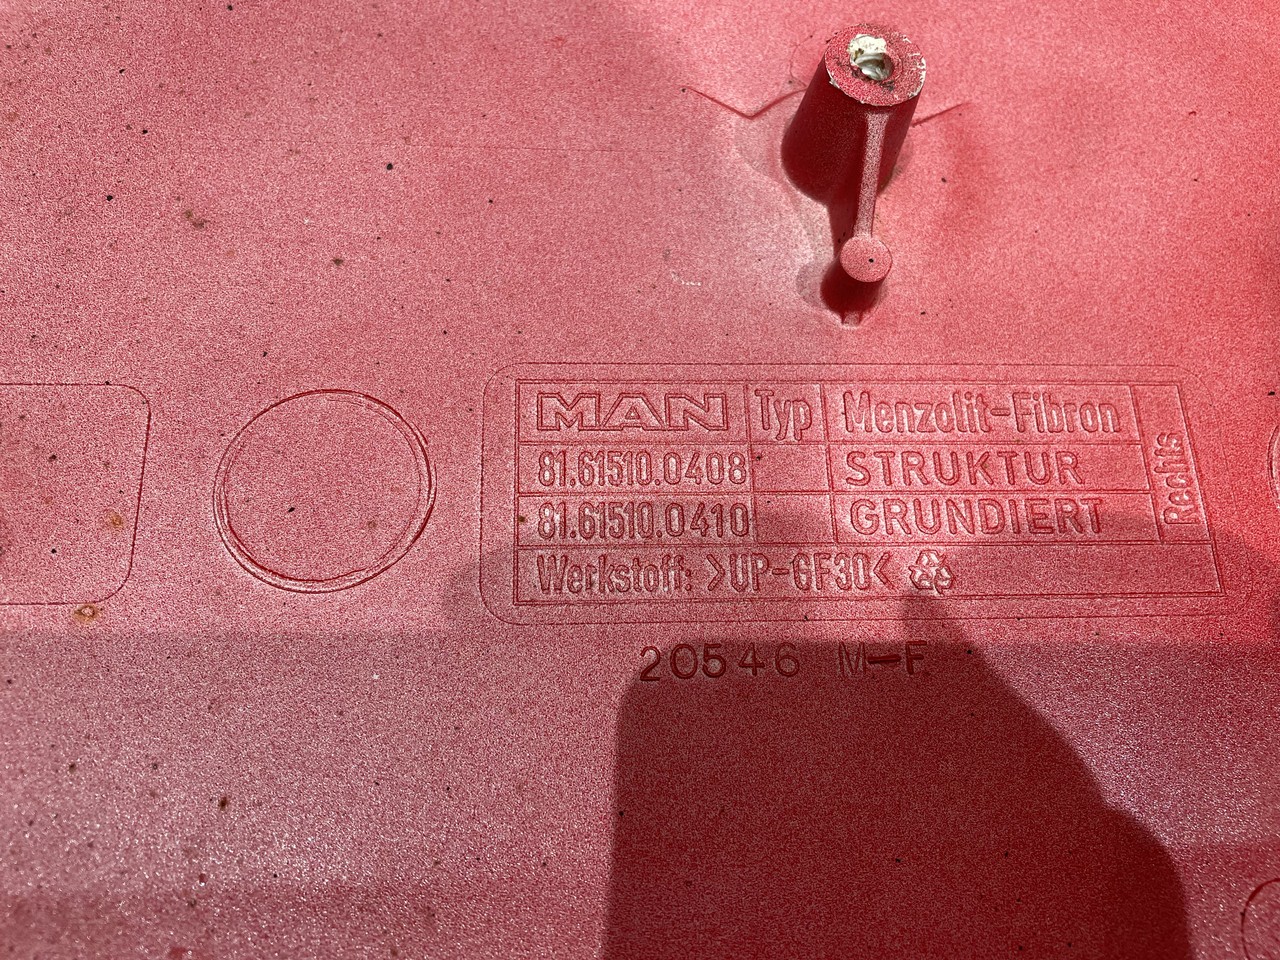 MAN Typ Menzolit-Fibron
81.61510.0408 STRUKTUR
81.61510.0410 GRUNDIERT
Rechts
Werkstoff: >UP-GF30<
20546 M-F